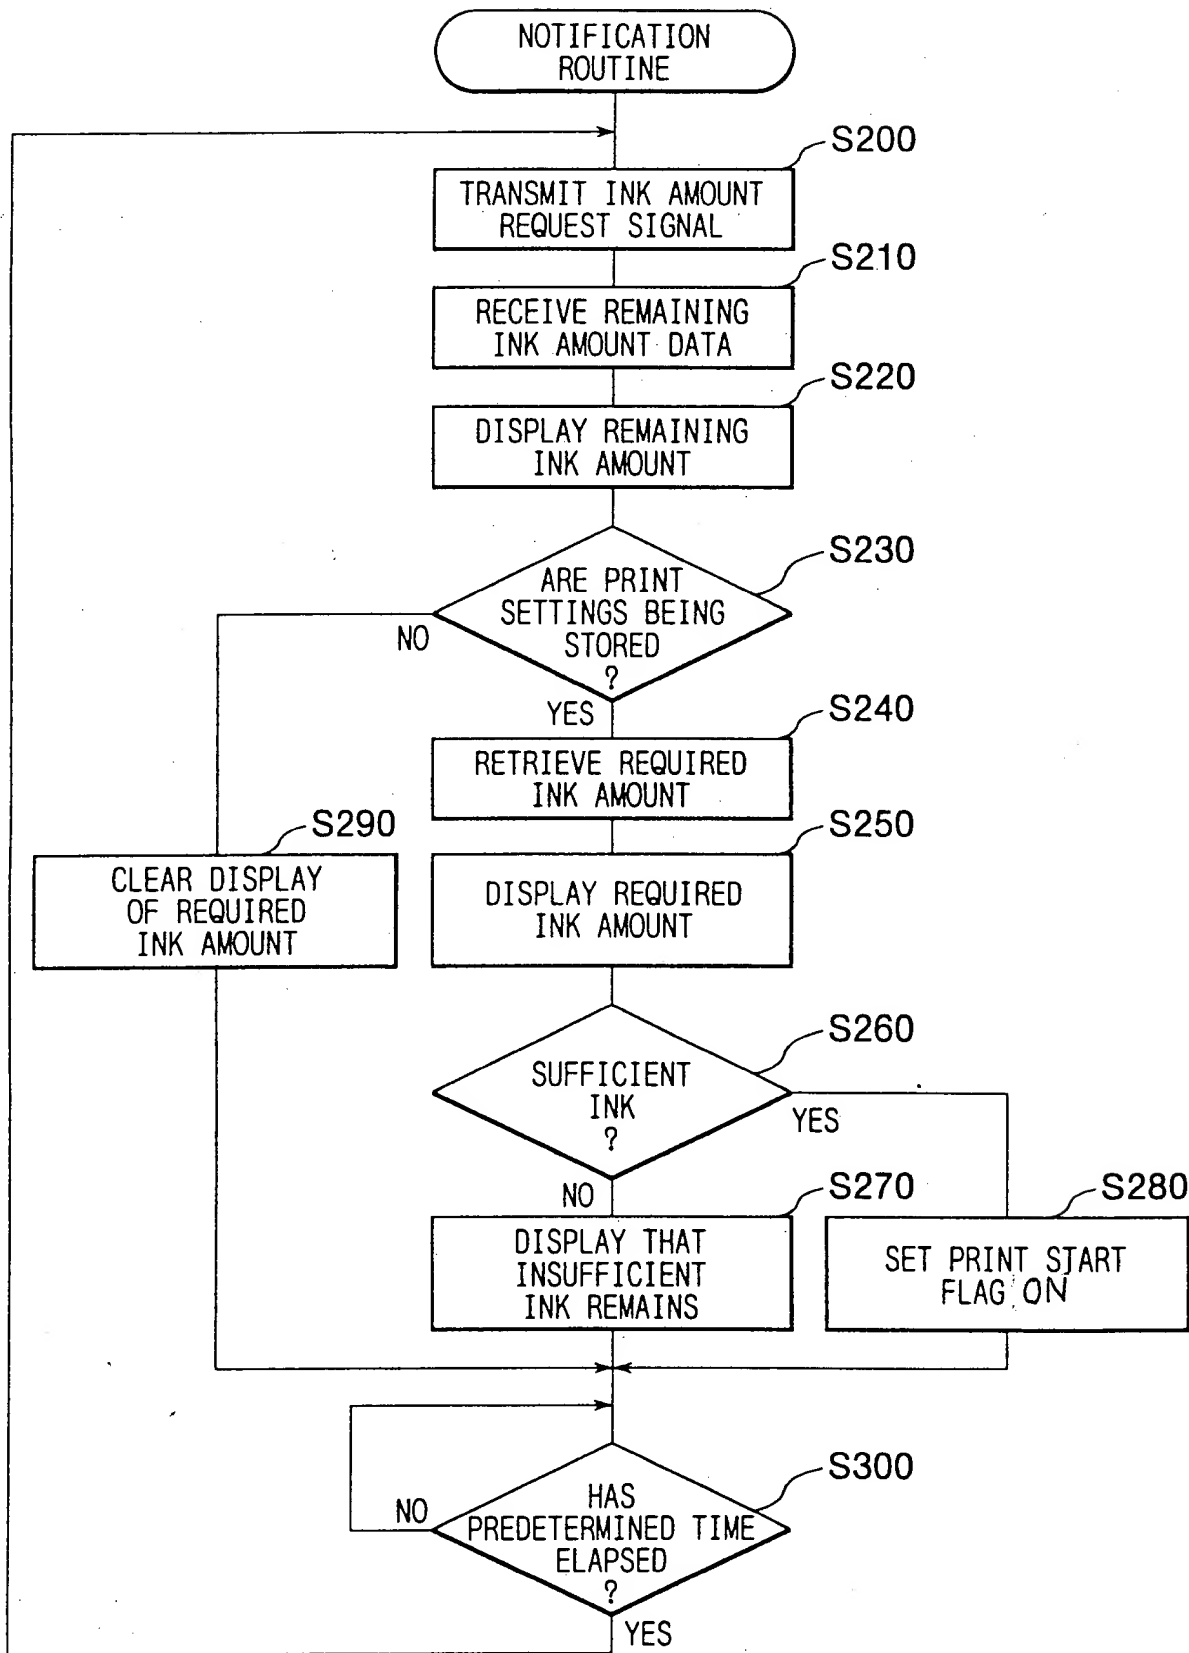 NOTIFICATION
ROUTINE
S200
TRANSMIT INK AMOUNT
REQUEST SIGNAL
S210
RECEIVE REMAINING
INK AMOUNT DATA
S220
DISPLAY REMAINING
INK AMOUNT
S230
ARE PRINT
SETTINGS BEING
STORED
?
NO
YES
S240
RETRIEVE REQUIRED
INK AMOUNT
S290
CLEAR DISPLAY
OF REQUIRED
INK AMOUNT
S250
DISPLAY REQUIRED
INK AMOUNT
S260
SUFFICIENT
INK
?
YES
NO
S270
DISPLAY THAT
INSUFFICIENT
INK REMAINS
S280
SET PRINT START
FLAG ON
S300
HAS
PREDETERMINED TIME
ELAPSED
?
NO
YES